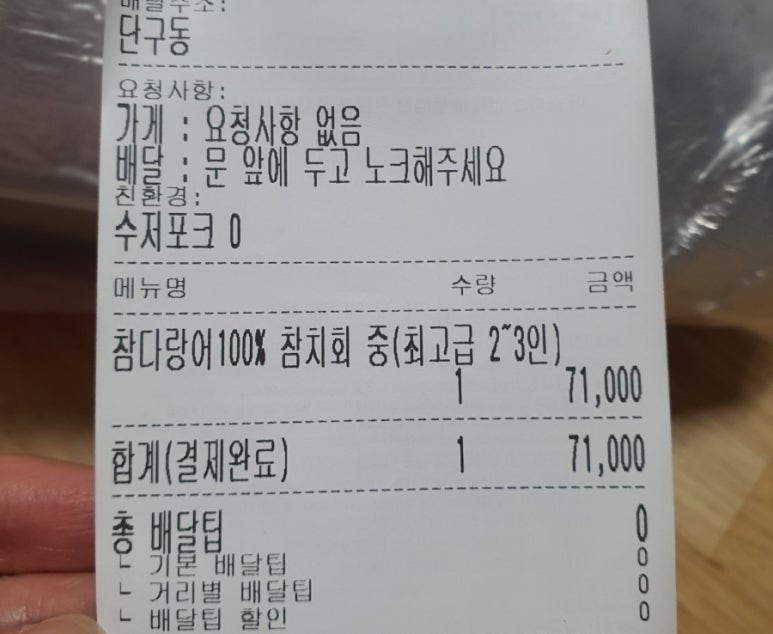 배달주소:
단구동
요청사항:
가게 : 요청사항 없음
배달 : 문 앞에 두고 노크해주세요
친환경:
수저포크 0
메뉴명 수량 금액
참다랑어100% 참치회 중(최고급 2~3인)
1 71,000
합계(결제완료) 1 71,000
총 배달팁 0
└ 기본 배달팁 0
└ 거리별 배달팁 0
└ 배달팁 할인 0